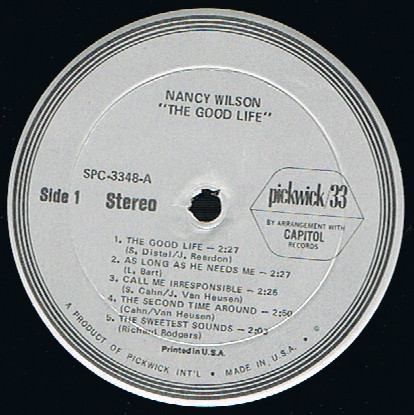 NANCY WILSON
"THE GOOD LIFE"
SPC-3348-A
Side 1 Stereo
pickwick/33
BY ARRANGEMENT WITH
CAPITOL
RECORDS
1. THE GOOD LIFE — 2:27
(S. Distel/J. Reardon)
2. AS LONG AS HE NEEDS ME — 2:27
(L. Bart)
3. CALL ME IRRESPONSIBLE — 2:26
(S. Cahn/J. Van Heusen)
4. THE SECOND TIME AROUND — 2:50
(Cahn/Van Heusen)
5. THE SWEETEST SOUNDS — 2:03
(Richard Rodgers)
Printed in U.S.A.
A PRODUCT OF PICKWICK INT'L. • MADE IN U.S.A. • ©